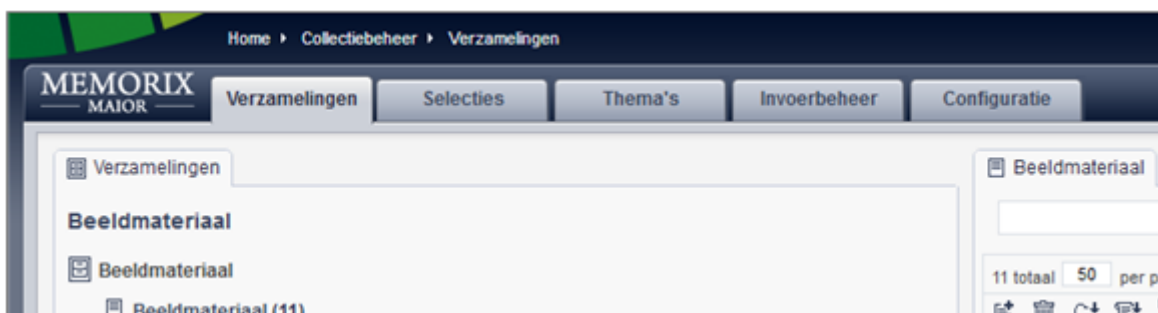 Home ▸ Collectiebeheer ▸ Verzamelingen
MEMORIX
MAIOR
Verzamelingen Selecties Thema's Invoerbeheer Configuratie
Verzamelingen
Beeldmateriaal
Beeldmateriaal
Beeldmateriaal (11)
Beeldmateriaal
11 totaal 50 per p